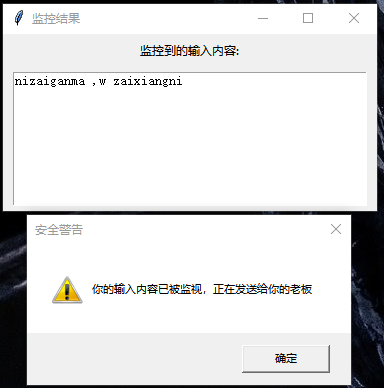 监控结果
监控到的输入内容:
nizaiganma ,w zaixiangni
安全警告
你的输入内容已被监视，正在发送给你的老板
确定